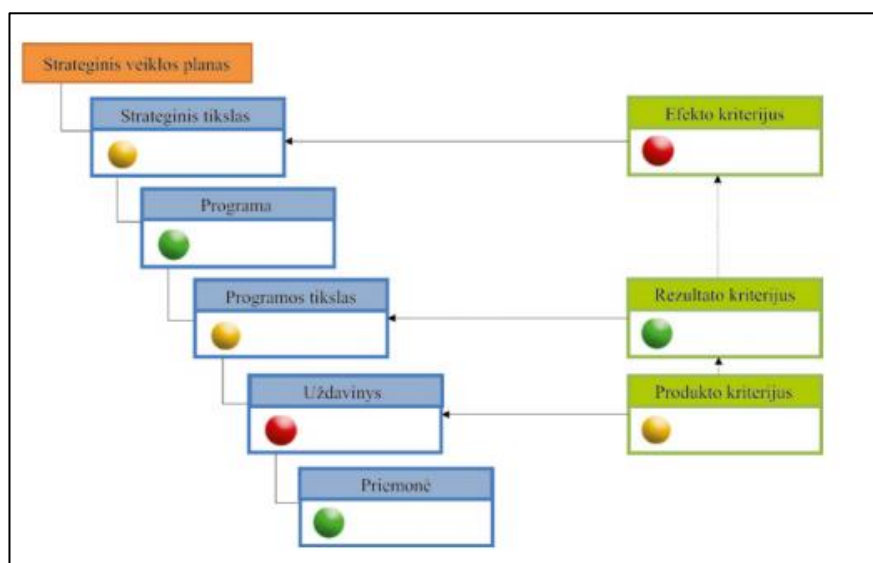 Strateginis veiklos planas
Strateginis tikslas
Efekto kriterijus
Programa
Programos tikslas
Rezultato kriterijus
Uždavinys
Produkto kriterijus
Priemonė